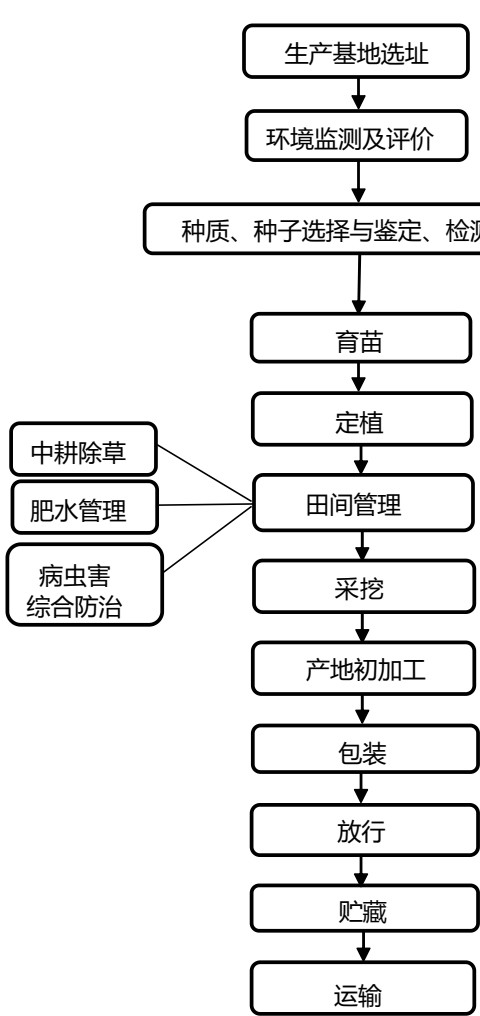 生产基地选址
环境监测及评价
种质、种子选择与鉴定、检测
育苗
定植
中耕除草
肥水管理
田间管理
病虫害
综合防治
采挖
产地初加工
包装
放行
贮藏
运输